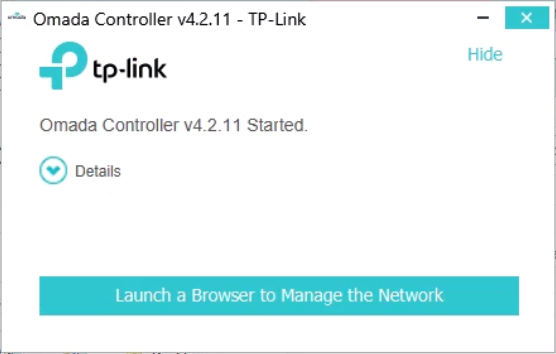 Omada Controller v4.2.11 - TP-Link
tp-link
Hide
Omada Controller v4.2.11 Started.
Details
Launch a Browser to Manage the Network